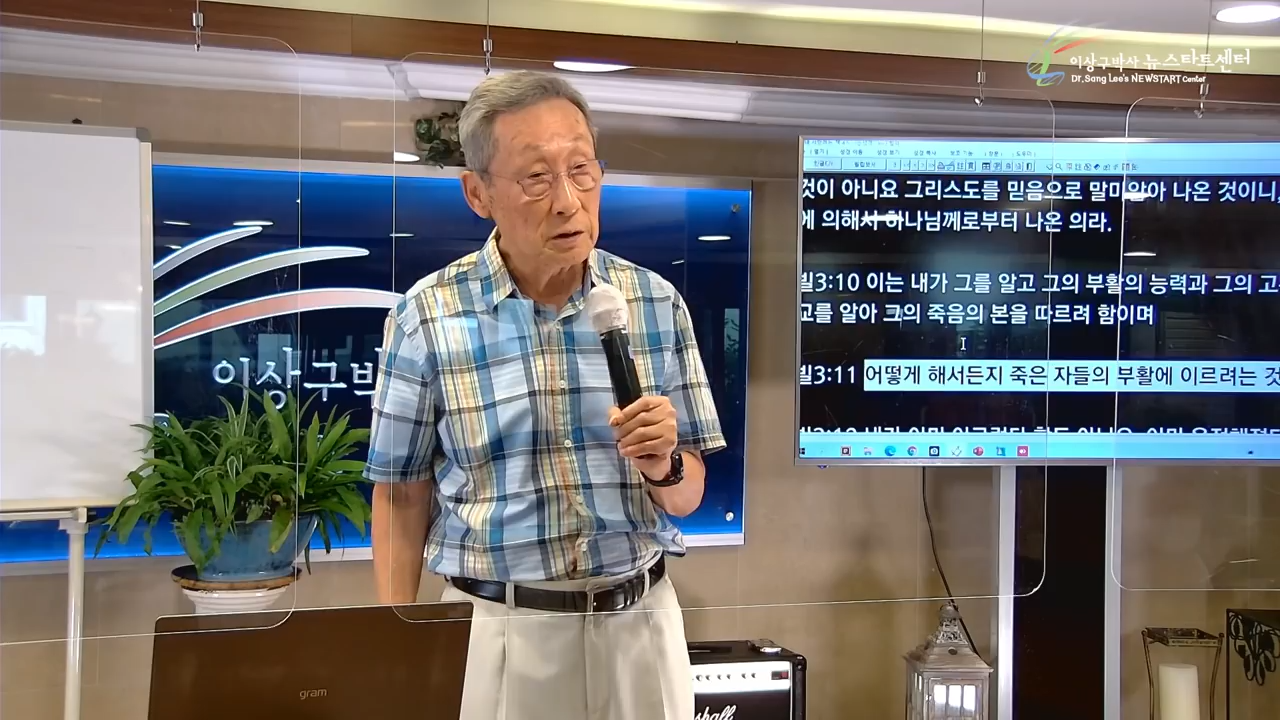 이상구박사 뉴스타트센터
Dr.Sang Lee's NEWSTART Center
것이 아니요 그리스도를 믿음으로 말미암아 나온 것이니,
에 의해서 하나님께로부터 나온 의라.
빌3:10 이는 내가 그를 알고 그의 부활의 능력과 그의
교를 알아 그의 죽음의 본을 따르려 함이며
빌3:11 어떻게 해서든지 죽은 자들의 부활에 이르려는 것
이상구박
gram